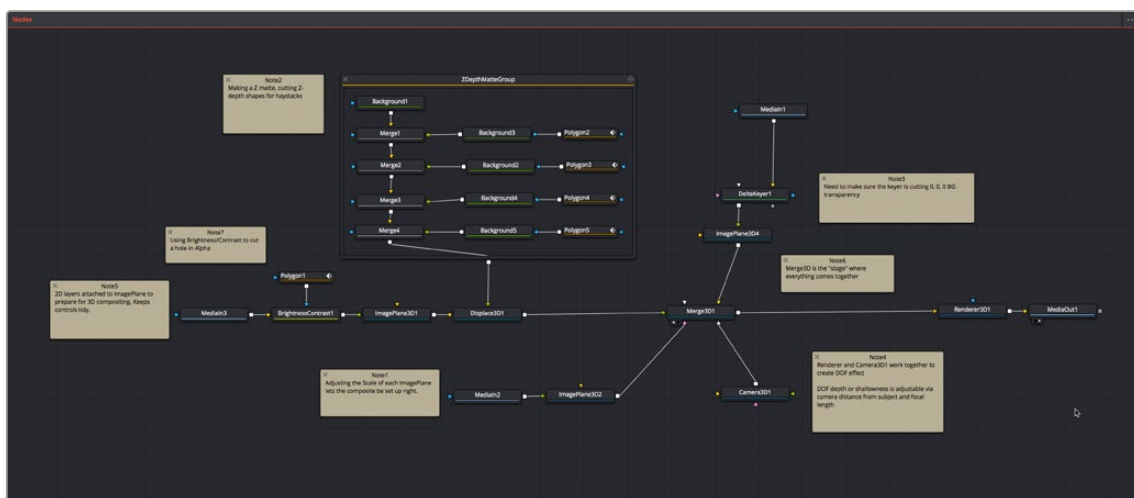 Nodes
Note2
Making a Z matte, cutting Z-
depth shapes for haystacks
ZDepthMatteGroup
Background1
Merge1
Background3
Polygon2
Merge2
Background2
Polygon3
Merge3
Background4
Polygon4
Merge4
Background5
Polygon5
MediaIn1
DeltaKeyer1
Note3
Need to make sure the keyer is cutting 0, 0, 0 BG
transparency
ImagePlane3D4
Note7
Using Brightness/Contrast to cut
a hole in Alpha
Note6
Merge3D is the "stage" where
everything comes together
Note5
2D layers attached to ImagePlane to
prepare for 3D compositing. Keeps
controls tidy.
Polygon1
MediaIn3
BrightnessContrast1
ImagePlane3D1
Displace3D1
Merge3D1
Renderer3D1
MediaOut1
Note1
Adjusting the Scale of each ImagePlane
lets the composite be set up right.
MediaIn2
ImagePlane3D2
Camera3D1
Note4
Renderer and Camera3D1 work together to
create DOF effect
DOF depth or shallowness is adjustable via
camera distance from subject and focal
length